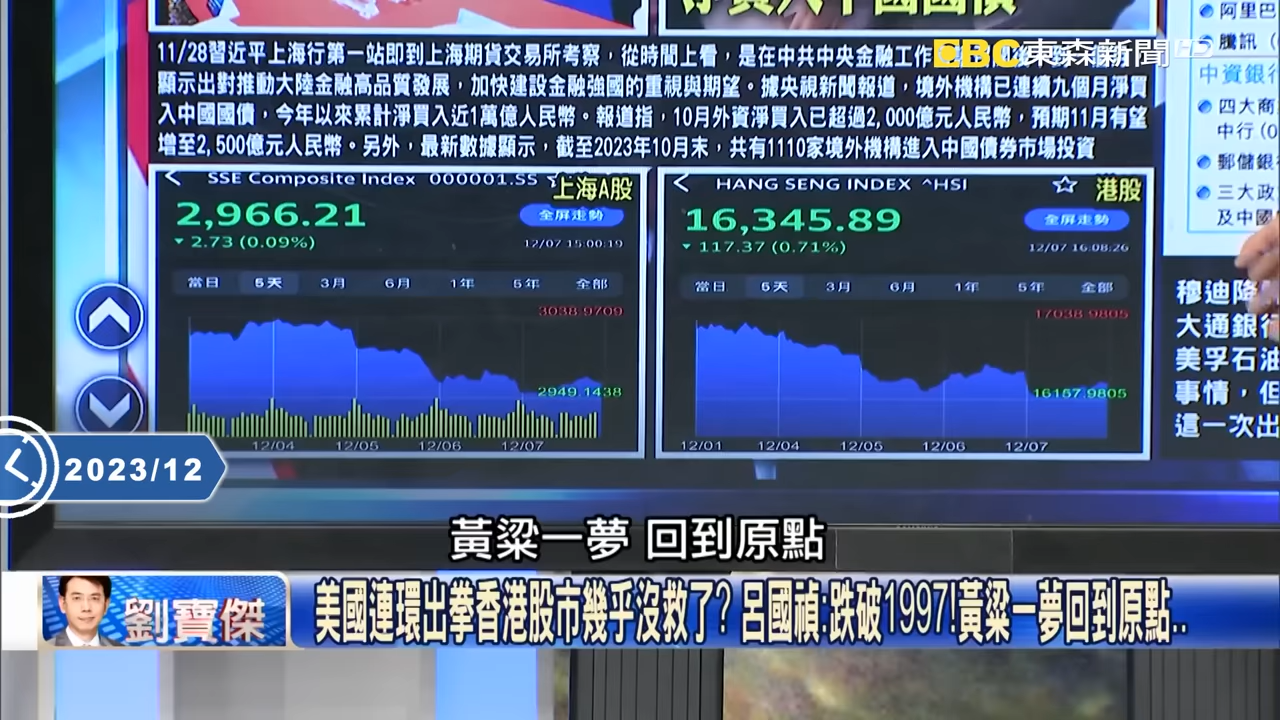 阿里巴
騰訊（
中資銀行
四大商
中行(0
郵儲銀
三大政
及中國
EBC 東森新聞 HD
11/28習近平上海行第一站即到上海期貨交易所考察，從時間上看，是在中共中央金融工作
顯示出對推動大陸金融高品質發展，加快建設金融強國的重視與期望。據央視新聞報道，境外機構已連續九個月淨買
入中國國債，今年以來累計淨買入近1萬億人民幣。報道指，10月外資淨買入已超過2,000億元人民幣，預期11月有望
增至2,500億元人民幣。另外，最新數據顯示，截至2023年10月末，共有1110家境外機構進入中國債券市場投資
SSE Composite Index 000001.SS 上海A股
2,966.21 全屏走勢
2.73 (0.09%) 12/07 15:00:19
當日 5天 3月 6月 1年 5年 全部
3038.9709
2949.1438
12/04 12/05 12/06 12/07
HANG SENG INDEX ^HSI 港股
16,345.89 全屏走勢
117.37 (0.71%) 12/07 16:08:26
當日 5天 3月 6月 1年 5年 全部
17038.9805
16157.9805
12/01 12/04 12/05 12/06 12/07
穆迪降
大通銀行
美孚石油
事情，但
這一次出
2023/12
黃粱一夢 回到原點
劉寶傑
美國連環出拳香港股市幾乎沒救了? 呂國禎:跌破1997!黃粱一夢回到原點..